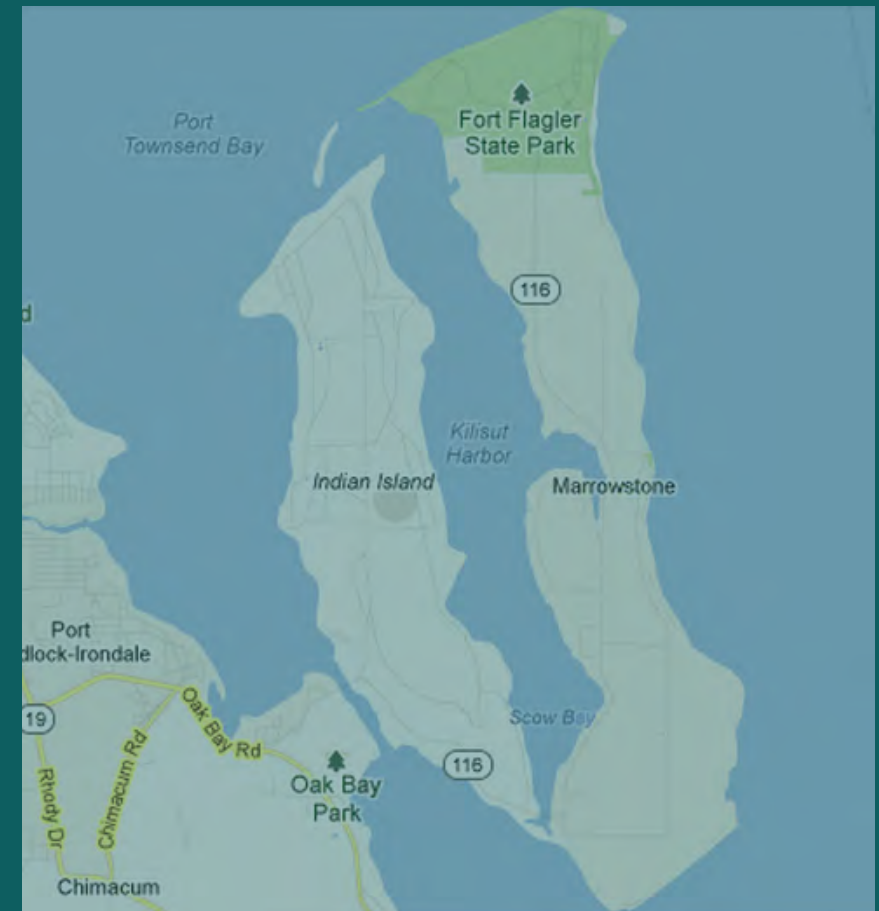 Port
Townsend Bay
Fort Flagler
State Park
116
d
Kilisut
Harbor
Indian Island
Marrowstone
Port
dlock-Irondale
Scow Bay
19
Oak Bay Rd
116
Oak Bay
Park
Chimacum Rd
Rhody Dr
Chimacum